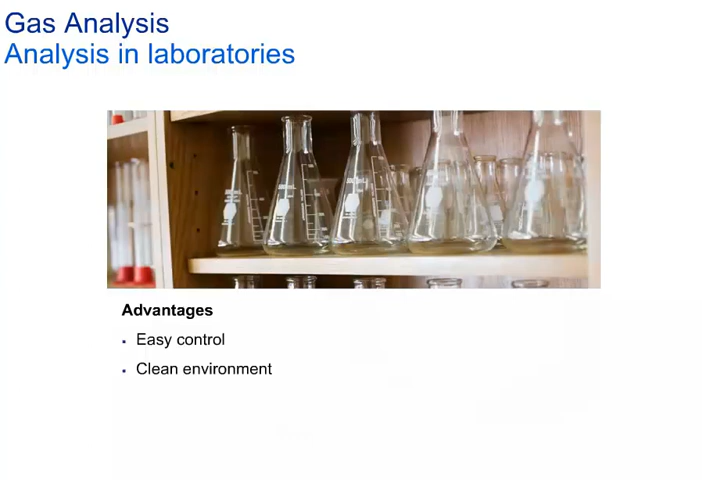 Gas Analysis
Analysis in laboratories
Advantages
▪ Easy control
▪ Clean environment